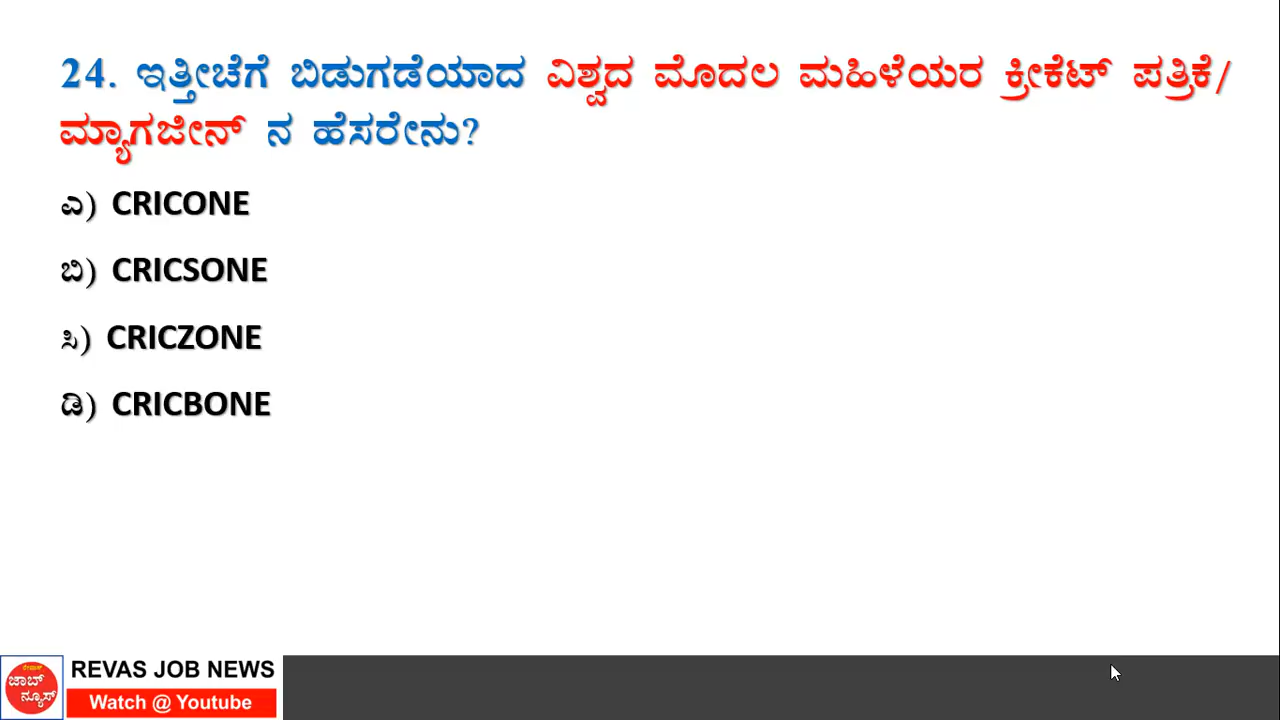 24. ಇತ್ತೀಚೆಗೆ ಬಿಡುಗಡೆಯಾದ ವಿಶ್ವದ ಮೊದಲ ಮಹಿಳೆಯರ ಕ್ರೀಕೆಟ್ ಪತ್ರಿಕೆ/
ಮ್ಯಾಗಜೀನ್ ನ ಹೆಸರೇನು?
ಎ) CRICONE
ಬಿ) CRICSONE
ಸಿ) CRICZONE
ಡಿ) CRICBONE
ರೇವಾಸ್
ಜಾಬ್
ನ್ಯೂಸ್
REVAS JOB NEWS
Watch @ Youtube